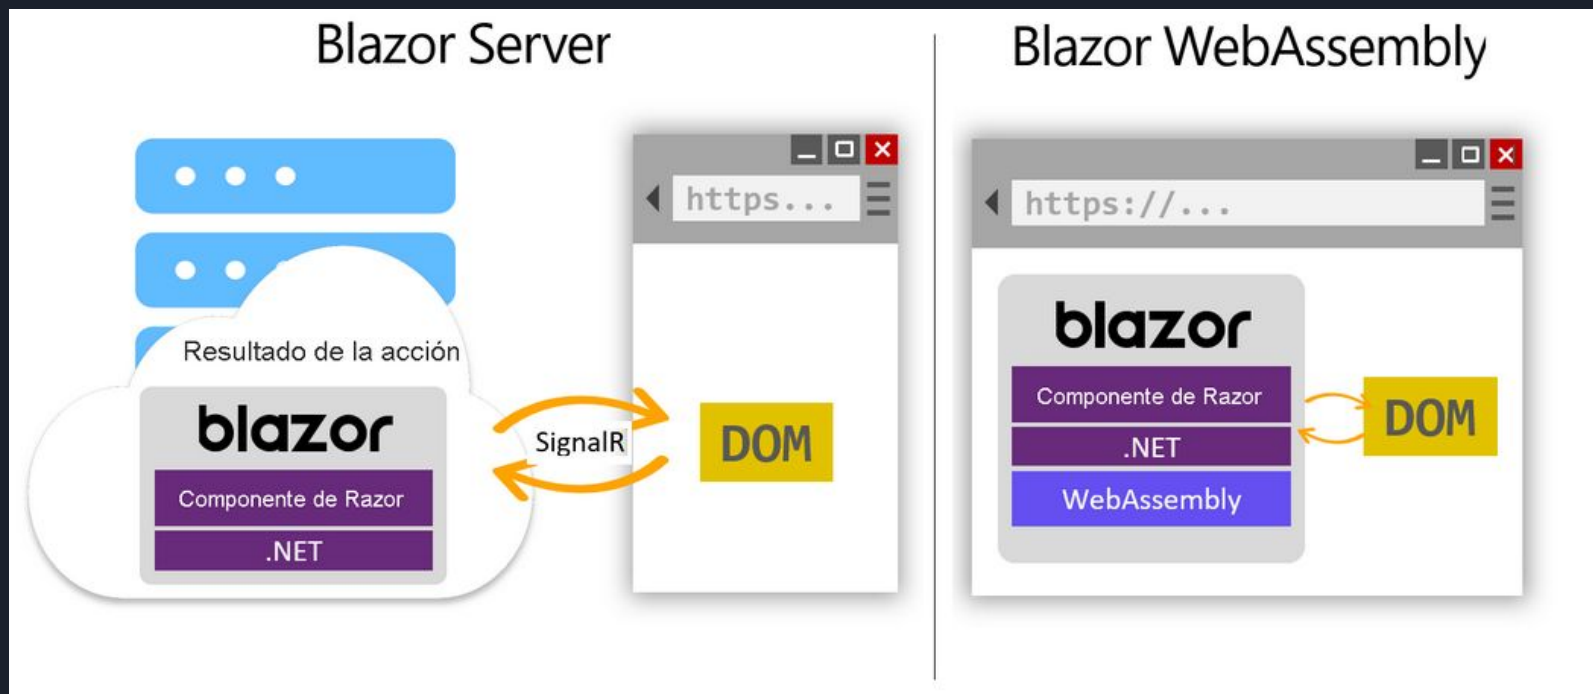 Blazor Server
https...
Resultado de la acción
blazor
Componente de Razor
.NET
SignalR
DOM
Blazor WebAssembly
https://...
blazor
Componente de Razor
.NET
WebAssembly
DOM